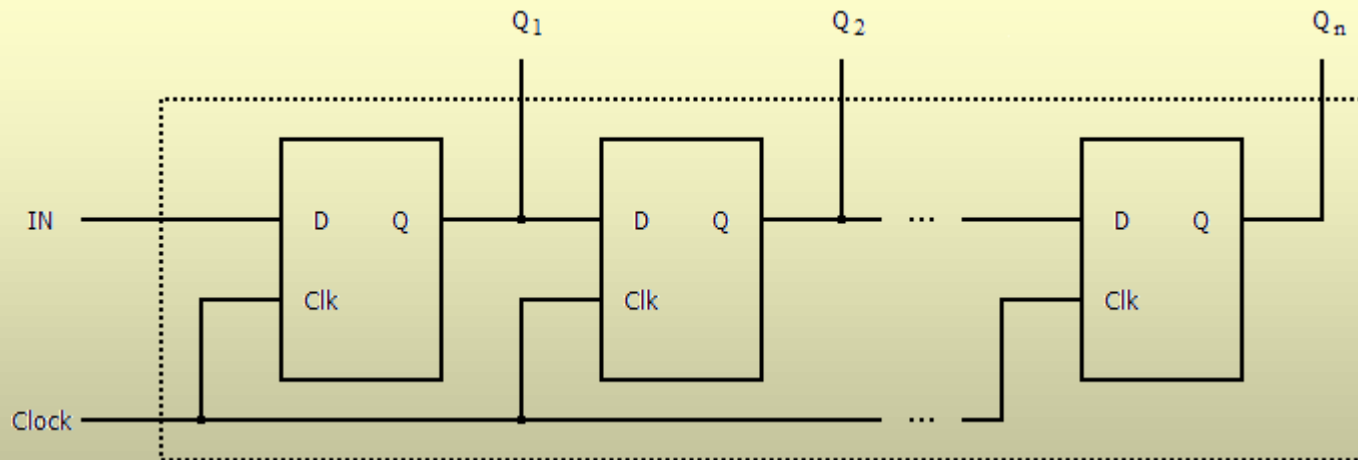 Q1 Q2 Qn
IN D Q D Q ... D Q
Clk Clk Clk
Clock ...